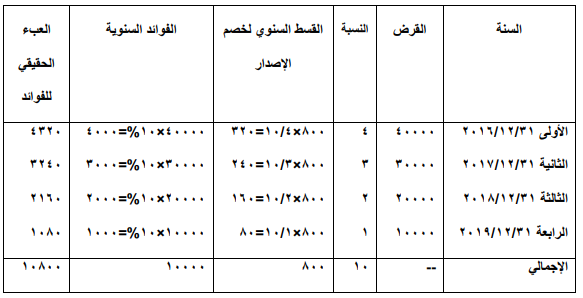 السنة القرض النسبة القسط السنوي لخصم الإصدار الفوائد السنوية العبء الحقيقي للفوائد
الأولى ٢٠١٦/١٢/٣١ ٤٠٠٠٠ ٤ ٨٠٠×١٠/٤=٣٢٠ ٤٠٠٠٠×١٠%=٤٠٠٠ ٤٣٢٠
الثانية ٢٠١٧/١٢/٣١ ٣٠٠٠٠ ٣ ٨٠٠×١٠/٣=٢٤٠ ٣٠٠٠٠×١٠%=٣٠٠٠ ٣٢٤٠
الثالثة ٢٠١٨/١٢/٣١ ٢٠٠٠٠ ٢ ٨٠٠×١٠/٢=١٦٠ ٢٠٠٠٠×١٠%=٢٠٠٠ ٢١٦٠
الرابعة ٢٠١٩/١٢/٣١ ١٠٠٠٠ ١ ٨٠٠×١٠/١=٨٠ ١٠٠٠٠×١٠%=١٠٠٠ ١٠٨٠
الإجمالي -- ١٠ ٨٠٠ ١٠٠٠٠ ١٠٨٠٠